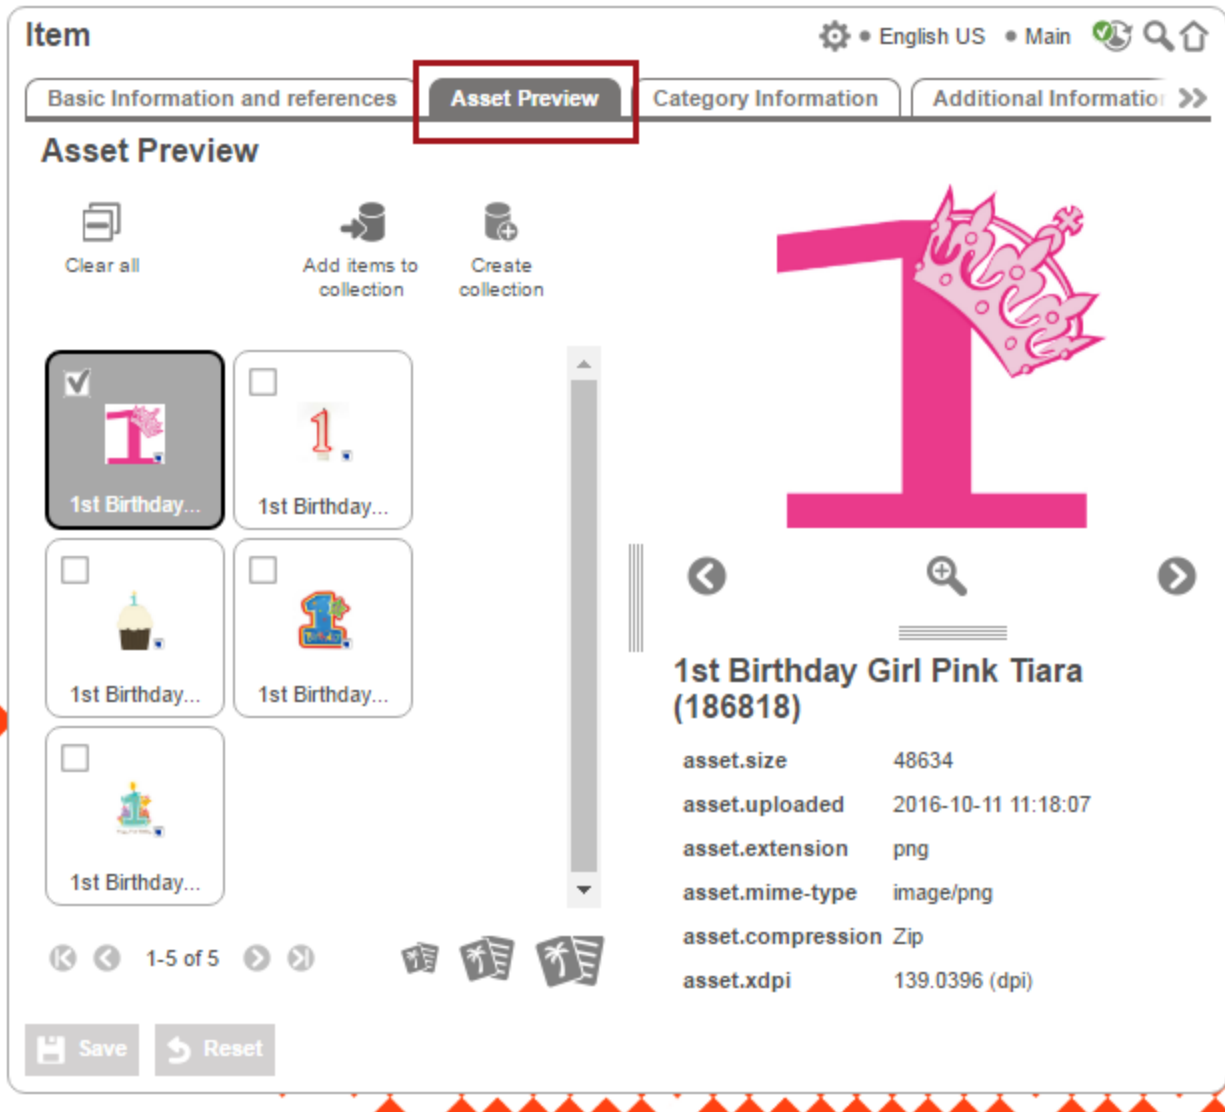 Item
English US
Main
Basic Information and references
Asset Preview
Category Information
Additional Informatio
Asset Preview
Clear all
Add items to
collection
Create
collection
1st Birthday...
1st Birthday...
1st Birthday...
1st Birthday...
1st Birthday...
1-5 of 5
Save
Reset
1st Birthday Girl Pink Tiara
(186818)
asset.size 48634
asset.uploaded 2016-10-11 11:18:07
asset.extension png
asset.mime-type image/png
asset.compression Zip
asset.xdpi 139.0396 (dpi)